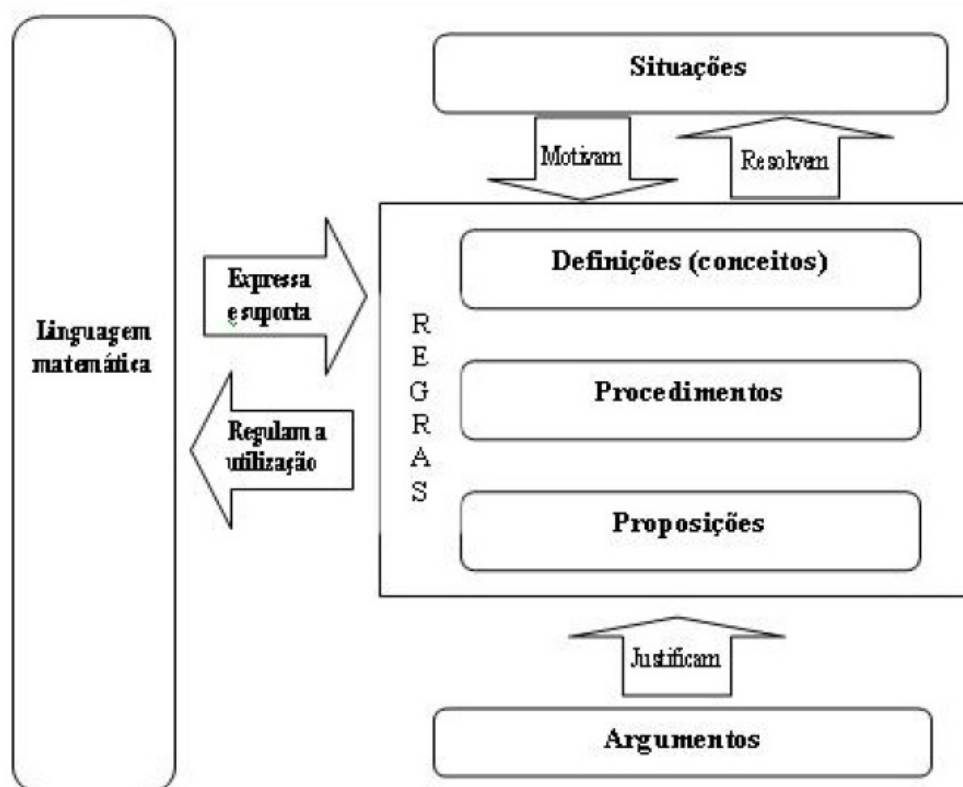 Situações
Motivam
Resolvem
Linguagem
matemática
Expressa
e suporta
Regulam a
utilização
R
E
G
R
A
S
Definições (conceitos)
Procedimentos
Proposições
Justificam
Argumentos